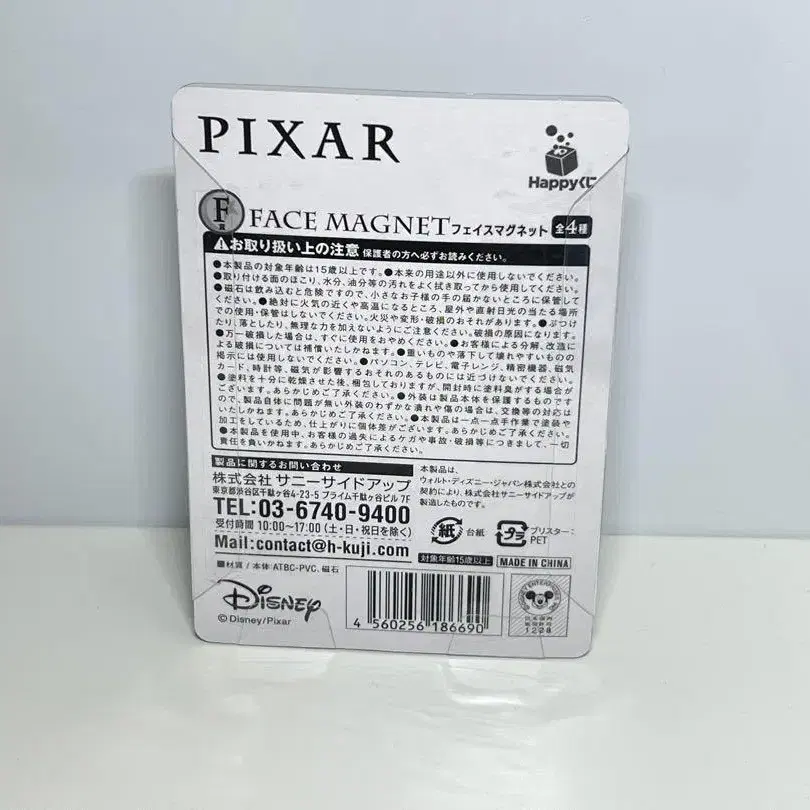 PIXAR
Happyくじ
F賞 FACE MAGNET フェイスマグネット 全4種
お取り扱い上の注意 保護者の方へ必ずお読みください。
●本製品の対象年齢は15歳以上です。●本来の用途以外に使用しないでください。
●取り付ける面のほこり、水分、油分等の汚れをよく拭き取ってから使用してください。
●磁石は飲み込むと危険ですので、小さなお子様の手の届かないところに保管して
ください。●絶対に火気の近くや高温になるところ、屋外や直射日光の当たる場所
での使用・保管はしないでください。火災や変形・破損のおそれがあります。●ぶつけ
たり、落としたり、無理な力を加えないようにご注意ください。破損の原因になります。
●万一破損した場合は、すぐに使用をおやめください。●お客様による分解、改造に
よる破損については補償いたしかねます。●重いものや落下して壊れやすいものの
掲示には使用しないでください。●パソコン、テレビ、電子レンジ、精密機器、磁気
カード、時計等、磁気が影響するおそれのあるものには近づけないでください。
●塗料を十分に乾燥させた後、梱包しておりますが、開封時に塗料臭がする場合が
ございます。あらかじめご了承ください。●外装は製品本体を保護するものです
ので、製品自体に問題が無い外装のわずかな潰れや傷の場合は、交換等の対応は
いたしかねます。あらかじめご了承ください。●本製品は一点一点手作業で塗装や
加工をしているため、仕上がりに個体差がございます。あらかじめご了承ください。
●本製品を使用中、お客様の過失によるケガや事故・破損等につきまして、一切
責任を負いかねます。あらかじめご了承ください。
製品に関するお問い合わせ
株式会社 サニーサイドアップ
東京都渋谷区千駄ヶ谷4-23-5 プライム千駄ヶ谷ビル 7F
TEL:03-6740-9400
受付時間 10:00~17:00 (土・日・祝日を除く)
Mail:contact@h-kuji.com
本製品は、
ウォルト・ディズニー・ジャパン株式会社との
契約により、株式会社サニーサイドアップが
製造したものです。
紙 台紙
プラ ブリスター:
PET
対象年齢15歳以上
MADE IN CHINA
■材質 / 本体:ATBC-PVC、磁石
Disney
© Disney/Pixar
4 560256 186690
日本国内
販売許可
1228